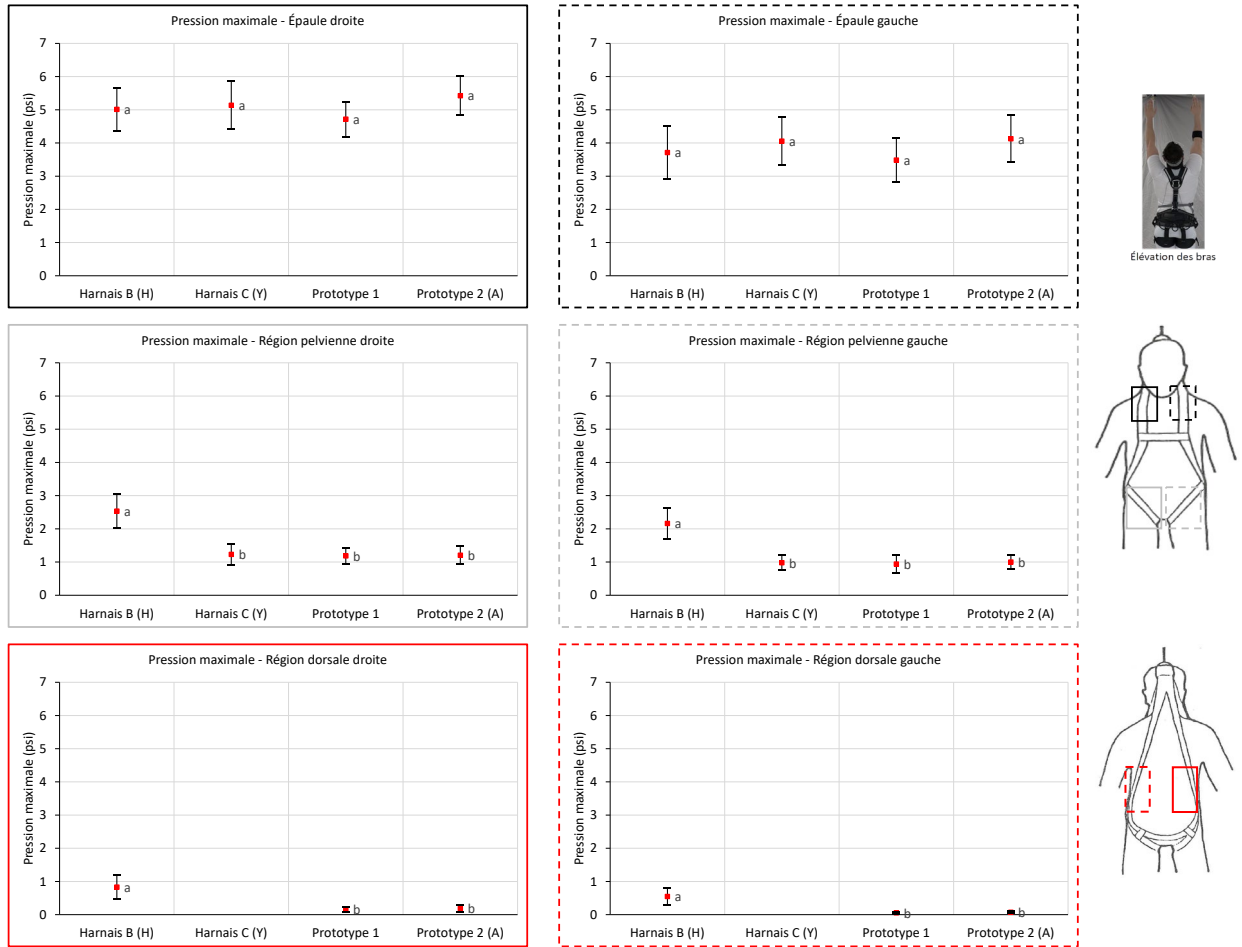 Pression maximale - Épaule droite
Pression maximale (psi)
7
6
5
4
3
2
1
0
a
a
a
a
Harnais B (H) Harnais C (Y) Prototype 1 Prototype 2 (A)
Pression maximale - Épaule gauche
Pression maximale (psi)
7
6
5
4
3
2
1
0
a
a
a
a
Harnais B (H) Harnais C (Y) Prototype 1 Prototype 2 (A)
Élévation des bras
Pression maximale - Région pelvienne droite
Pression maximale (psi)
7
6
5
4
3
2
1
0
a
b
b
b
Harnais B (H) Harnais C (Y) Prototype 1 Prototype 2 (A)
Pression maximale - Région pelvienne gauche
Pression maximale (psi)
7
6
5
4
3
2
1
0
a
b
b
b
Harnais B (H) Harnais C (Y) Prototype 1 Prototype 2 (A)
Pression maximale - Région dorsale droite
Pression maximale (psi)
7
6
5
4
3
2
1
0
a
b
b
Harnais B (H) Harnais C (Y) Prototype 1 Prototype 2 (A)
Pression maximale - Région dorsale gauche
Pression maximale (psi)
7
6
5
4
3
2
1
0
a
b
b
Harnais B (H) Harnais C (Y) Prototype 1 Prototype 2 (A)